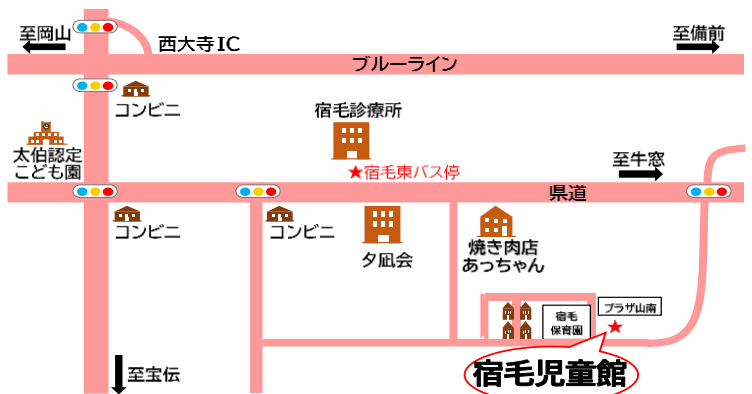 至岡山
西大寺IC
至備前
ブルーライン
コンビニ
宿毛診療所
太伯認定
こども園
★宿毛東バス停
至牛窓
県道
コンビニ
コンビニ
夕凪会
焼き肉店
あっちゃん
宿毛
保育園
プラザ山南
★
至宝伝
宿毛児童館